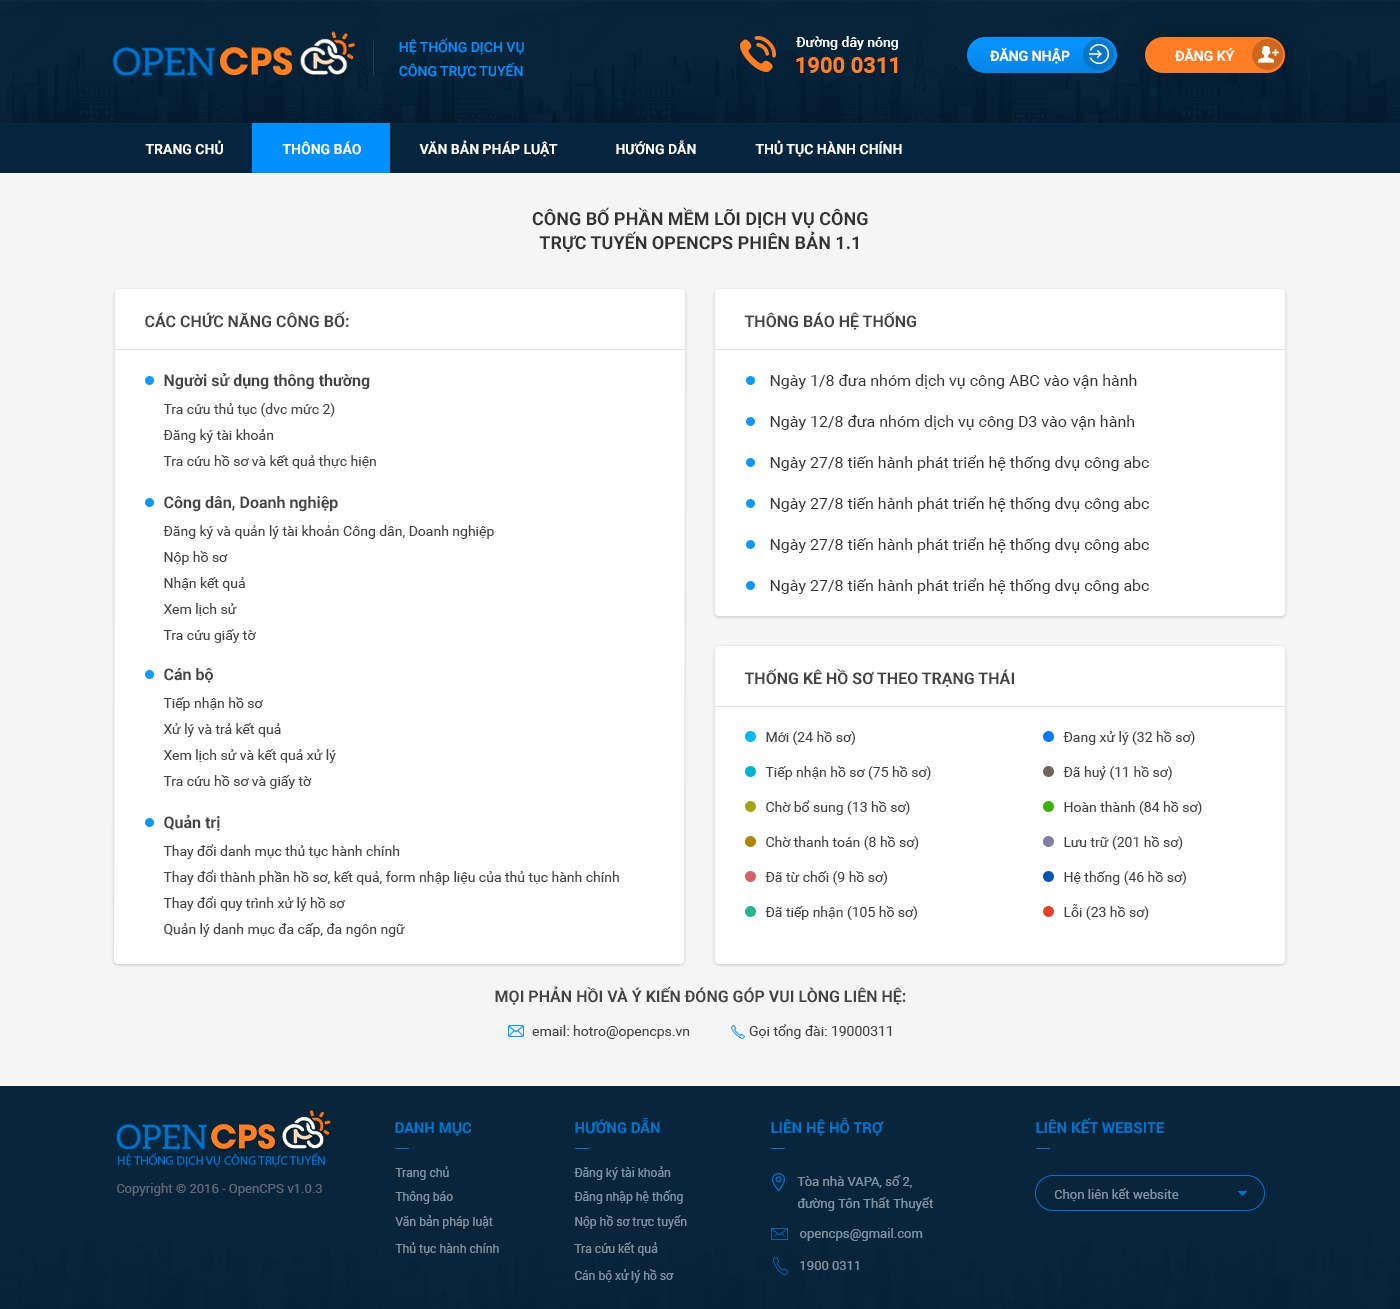 OPENCPS
HỆ THỐNG DỊCH VỤ
CÔNG TRỰC TUYẾN
Đường dây nóng
1900 0311
ĐĂNG NHẬP
ĐĂNG KÝ
TRANG CHỦ
THÔNG BÁO
VĂN BẢN PHÁP LUẬT
HƯỚNG DẪN
THỦ TỤC HÀNH CHÍNH
CÔNG BỐ PHẦN MỀM LÕI DỊCH VỤ CÔNG
TRỰC TUYẾN OPENCPS PHIÊN BẢN 1.1
CÁC CHỨC NĂNG CÔNG BỐ:
Người sử dụng thông thường
Tra cứu thủ tục (dvc mức 2)
Đăng ký tài khoản
Tra cứu hồ sơ và kết quả thực hiện
Công dân, Doanh nghiệp
Đăng ký và quản lý tài khoản Công dân, Doanh nghiệp
Nộp hồ sơ
Nhận kết quả
Xem lịch sử
Tra cứu giấy tờ
Cán bộ
Tiếp nhận hồ sơ
Xử lý và trả kết quả
Xem lịch sử và kết quả xử lý
Tra cứu hồ sơ và giấy tờ
Quản trị
Thay đổi danh mục thủ tục hành chính
Thay đổi thành phần hồ sơ, kết quả, form nhập liệu của thủ tục hành chính
Thay đổi quy trình xử lý hồ sơ
Quản lý danh mục đa cấp, đa ngôn ngữ
THÔNG BÁO HỆ THỐNG
Ngày 1/8 đưa nhóm dịch vụ công ABC vào vận hành
Ngày 12/8 đưa nhóm dịch vụ công D3 vào vận hành
Ngày 27/8 tiến hành phát triển hệ thống dvụ công abc
Ngày 27/8 tiến hành phát triển hệ thống dvụ công abc
Ngày 27/8 tiến hành phát triển hệ thống dvụ công abc
Ngày 27/8 tiến hành phát triển hệ thống dvụ công abc
THỐNG KÊ HỒ SƠ THEO TRẠNG THÁI
Mới (24 hồ sơ)
Tiếp nhận hồ sơ (75 hồ sơ)
Chờ bổ sung (13 hồ sơ)
Chờ thanh toán (8 hồ sơ)
Đã từ chối (9 hồ sơ)
Đã tiếp nhận (105 hồ sơ)
Đang xử lý (32 hồ sơ)
Đã huỷ (11 hồ sơ)
Hoàn thành (84 hồ sơ)
Lưu trữ (201 hồ sơ)
Hệ thống (46 hồ sơ)
Lỗi (23 hồ sơ)
MỌI PHẢN HỒI VÀ Ý KIẾN ĐÓNG GÓP VUI LÒNG LIÊN HỆ:
email: hotro@opencps.vn
Gọi tổng đài: 19000311
OPENCPS
HỆ THỐNG DỊCH VỤ CÔNG TRỰC TUYẾN
Copyright © 2016 - OpenCPS v1.0.3
DANH MỤC
Trang chủ
Thông báo
Văn bản pháp luật
Thủ tục hành chính
HƯỚNG DẪN
Đăng ký tài khoản
Đăng nhập hệ thống
Nộp hồ sơ trực tuyến
Tra cứu kết quả
Cán bộ xử lý hồ sơ
LIÊN HỆ HỖ TRỢ
Tòa nhà VAPA, số 2,
đường Tôn Thất Thuyết
opencps@gmail.com
1900 0311
LIÊN KẾT WEBSITE
Chọn liên kết website